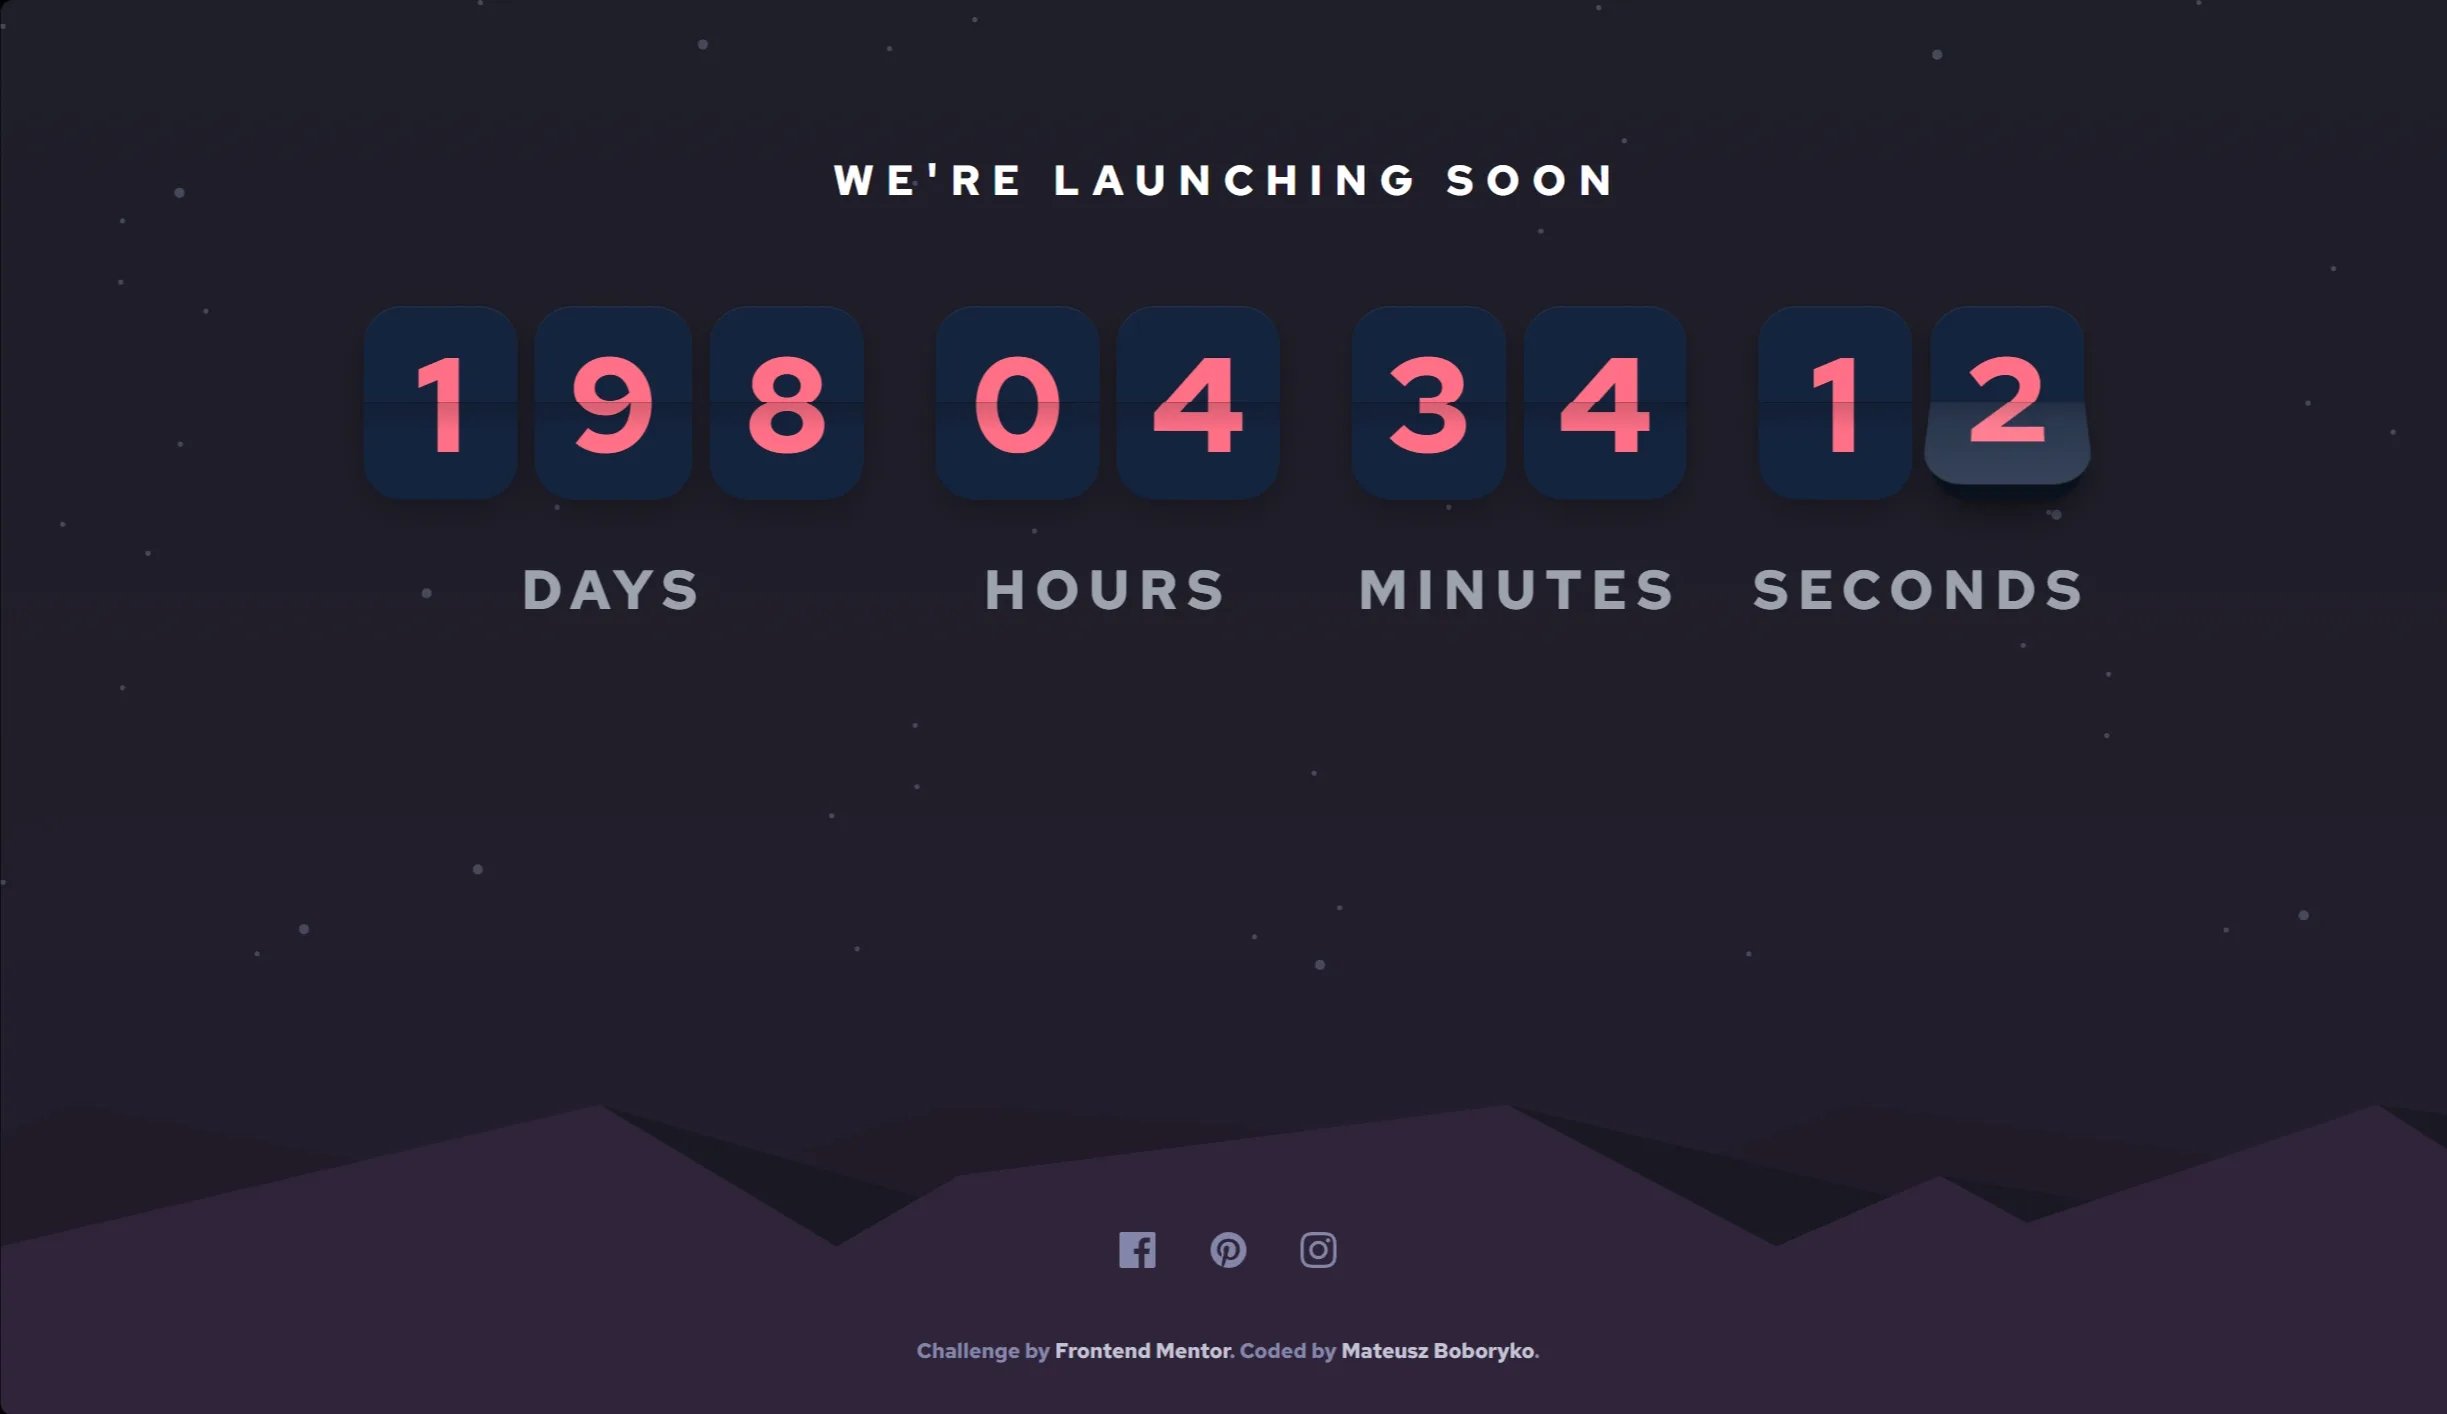 WE'RE LAUNCHING SOON
198 04 34 12
DAYS HOURS MINUTES SECONDS
Challenge by Frontend Mentor. Coded by Mateusz Boboryko.